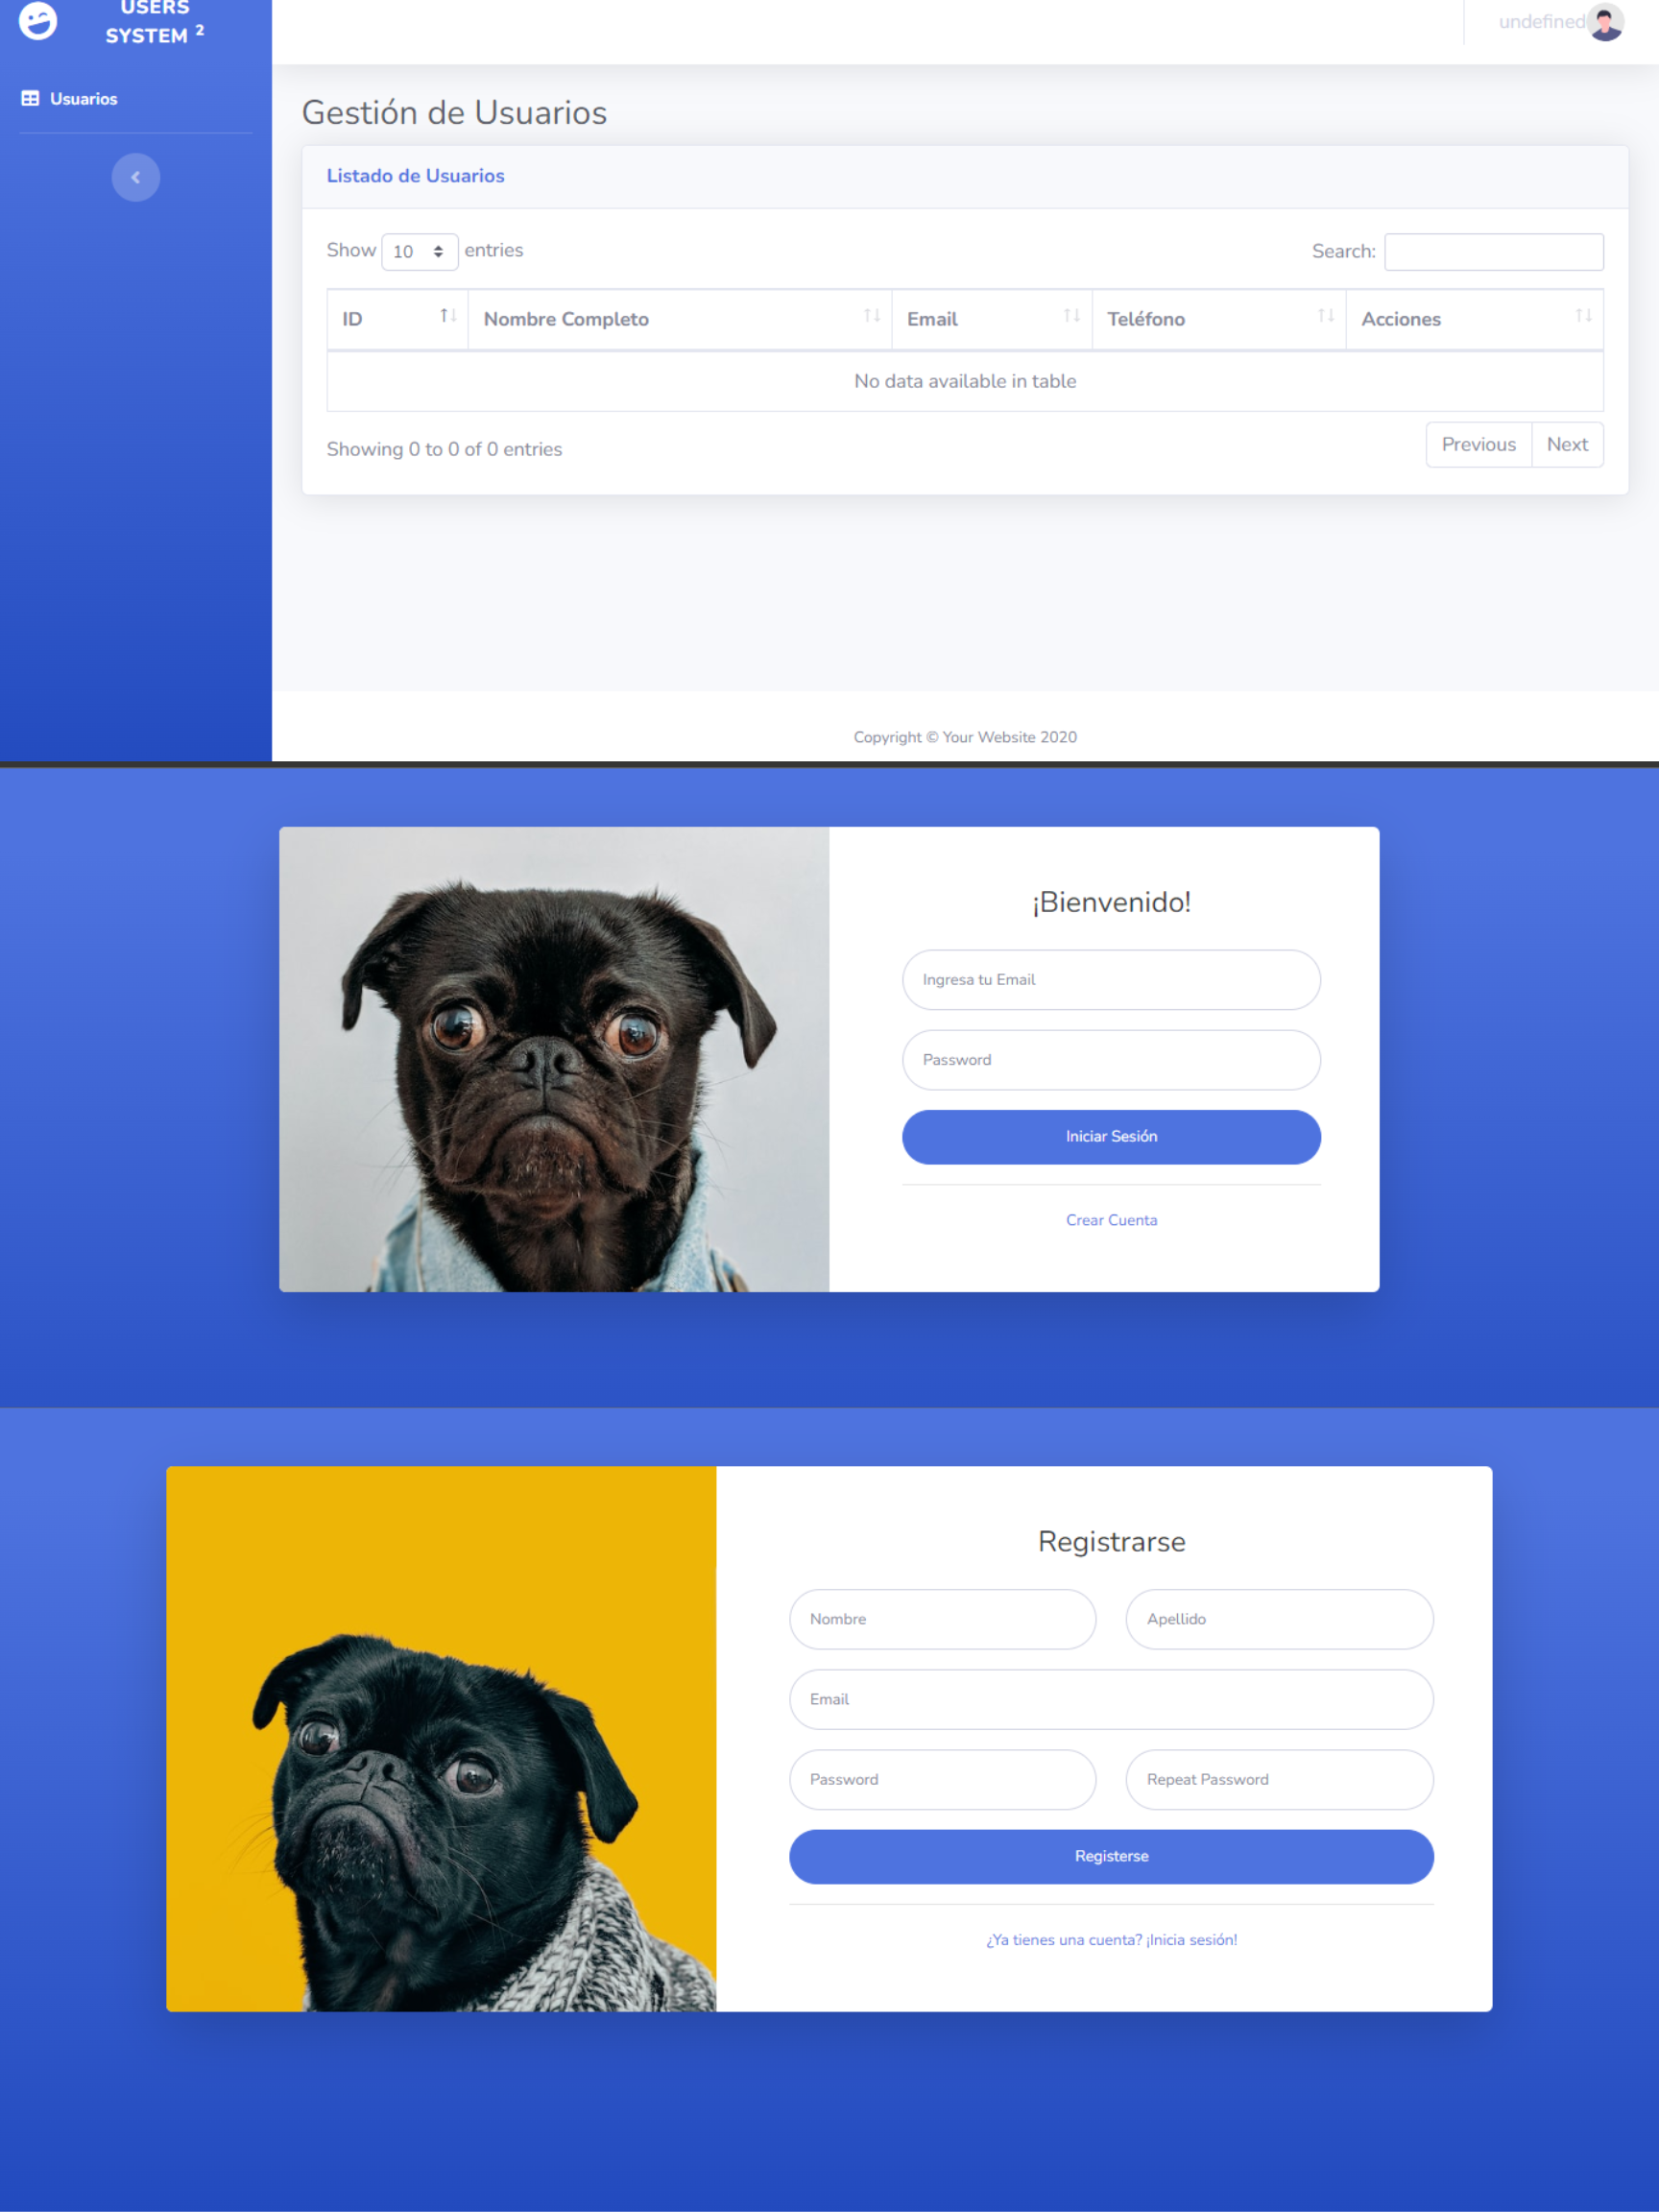 USERS
SYSTEM ²
undefined
Usuarios
Gestión de Usuarios
Listado de Usuarios
Show 10 entries Search:
ID Nombre Completo Email Teléfono Acciones
No data available in table
Showing 0 to 0 of 0 entries Previous Next
Copyright © Your Website 2020
¡Bienvenido!
Ingresa tu Email
Password
Iniciar Sesión
Crear Cuenta
Registrarse
Nombre Apellido
Email
Password Repeat Password
Registerse
¿Ya tienes una cuenta? ¡Inicia sesión!